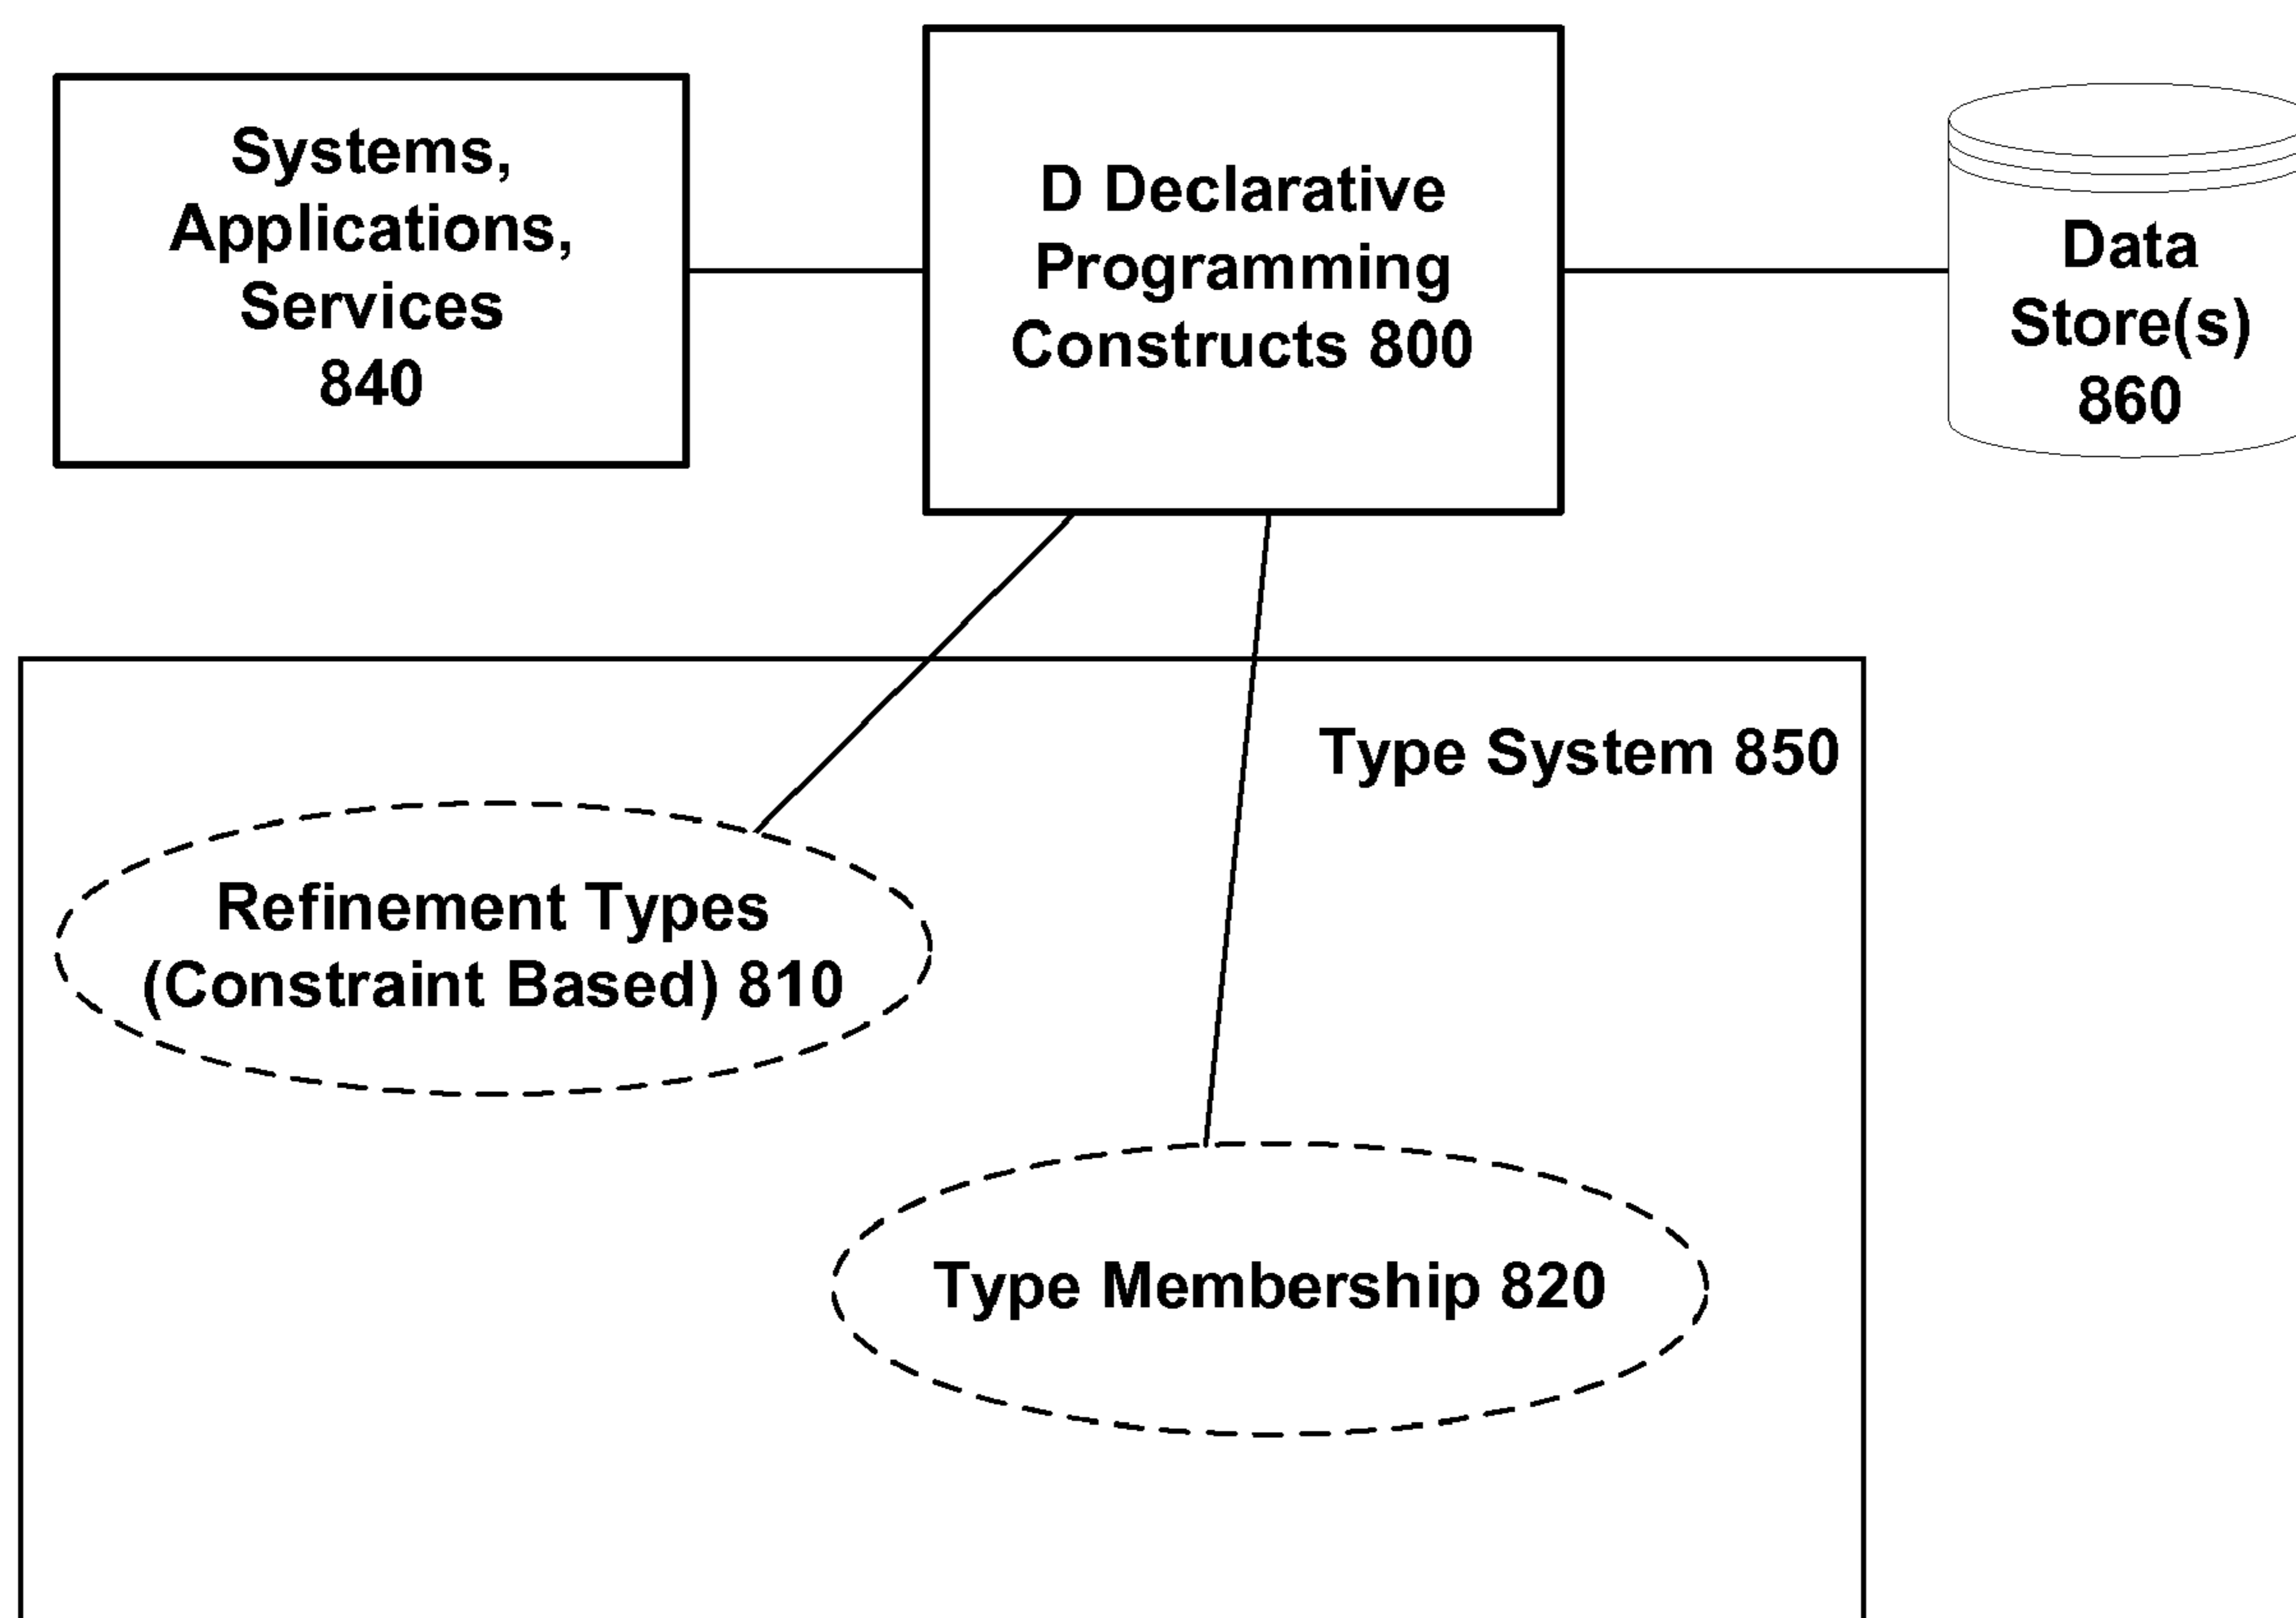 Systems,
Applications,
Services
840
D Declarative
Programming
Constructs 800
Data
Store(s)
860
Type System 850
Refinement Types
(Constraint Based) 810
Type Membership 820